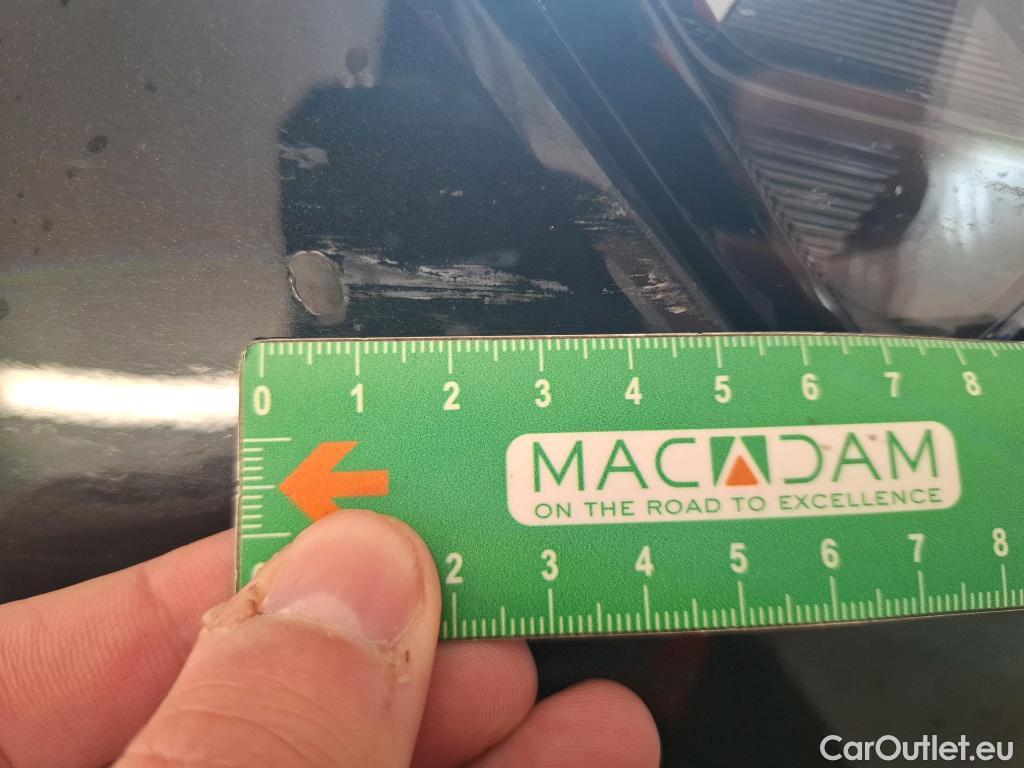 0 1 2 3 4 5 6 7 8
MACADAM
ON THE ROAD TO EXCELLENCE
2 3 4 5 6 7 8
CarOutlet.eu